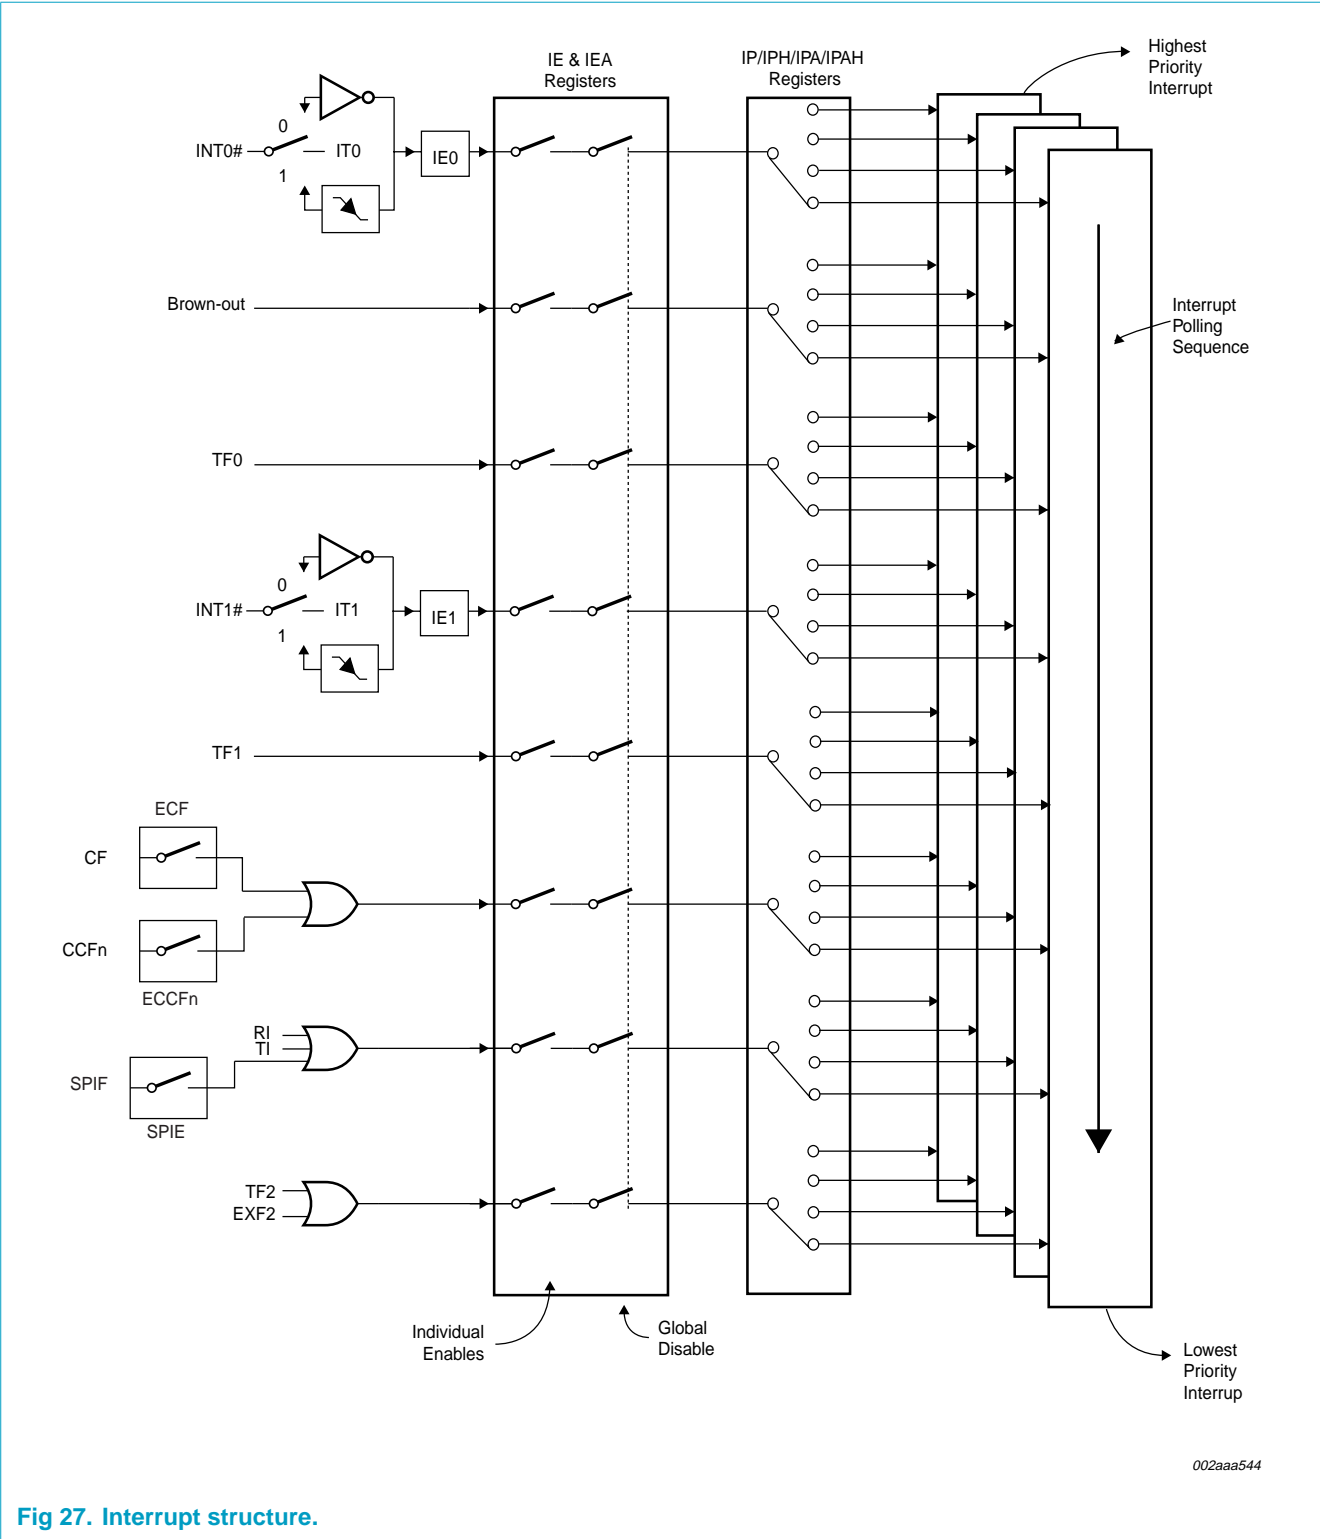 IE & IEA
Registers
IP/IPH/IPA/IPAH
Registers
Highest
Priority
Interrupt
0
INT0#
IT0
1
IE0
Brown-out
Interrupt
Polling
Sequence
TF0
0
INT1#
IT1
1
IE1
TF1
ECF
CF
CCFn
ECCFn
RI
TI
SPIF
SPIE
TF2
EXF2
Individual
Enables
Global
Disable
Lowest
Priority
Interrup
002aaa544
Fig 27. Interrupt structure.